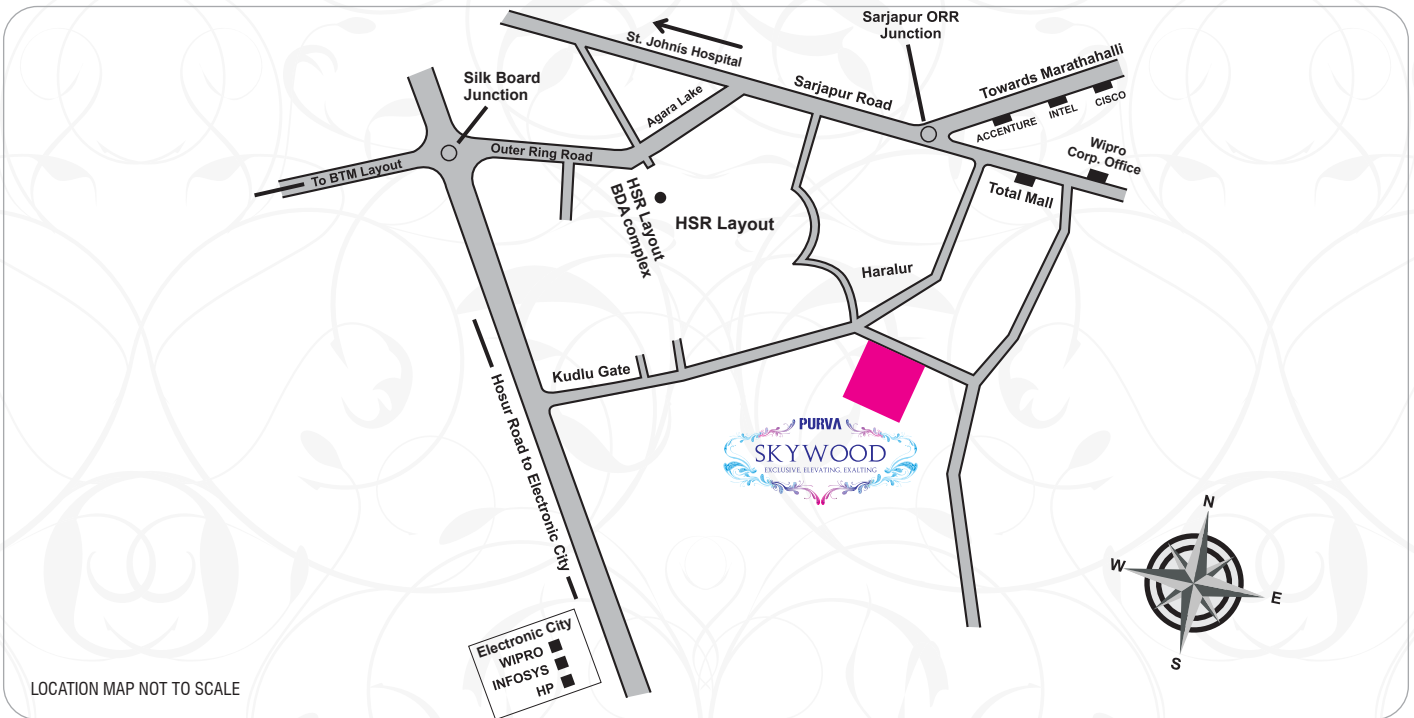 Sarjapur ORR
Junction
St. Johnís Hospital
Sarjapur Road
Towards Marathahalli
ACCENTURE
INTEL
CISCO
Silk Board
Junction
Agara Lake
Outer Ring Road
To BTM Layout
Wipro
Corp. Office
Total Mall
HSR Layout
BDA complex
HSR Layout
Haralur
Kudlu Gate
Hosur Road to Electronic City
PURVA
SKYWOOD
EXCLUSIVE, ELEVATING, EXALTING
N
W
E
S
Electronic City
WIPRO
INFOSYS
HP
LOCATION MAP NOT TO SCALE